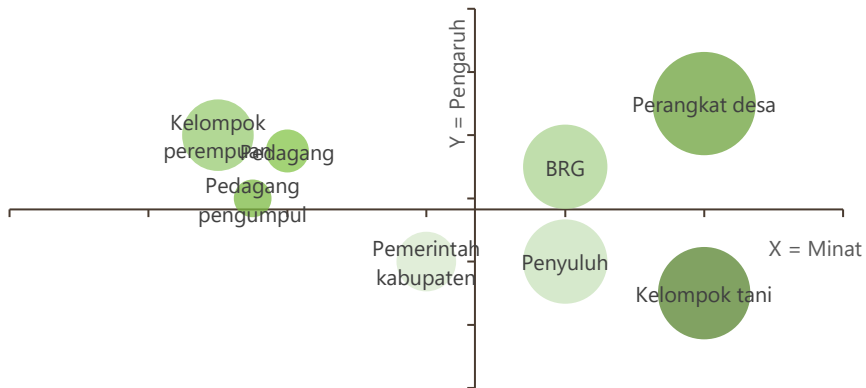 Y = Pengaruh
Perangkat desa
Kelompok
perempuan
Pedagang
BRG
Pedagang
pengumpul
X = Minat
Pemerintah
kabupaten
Penyuluh
Kelompok tani